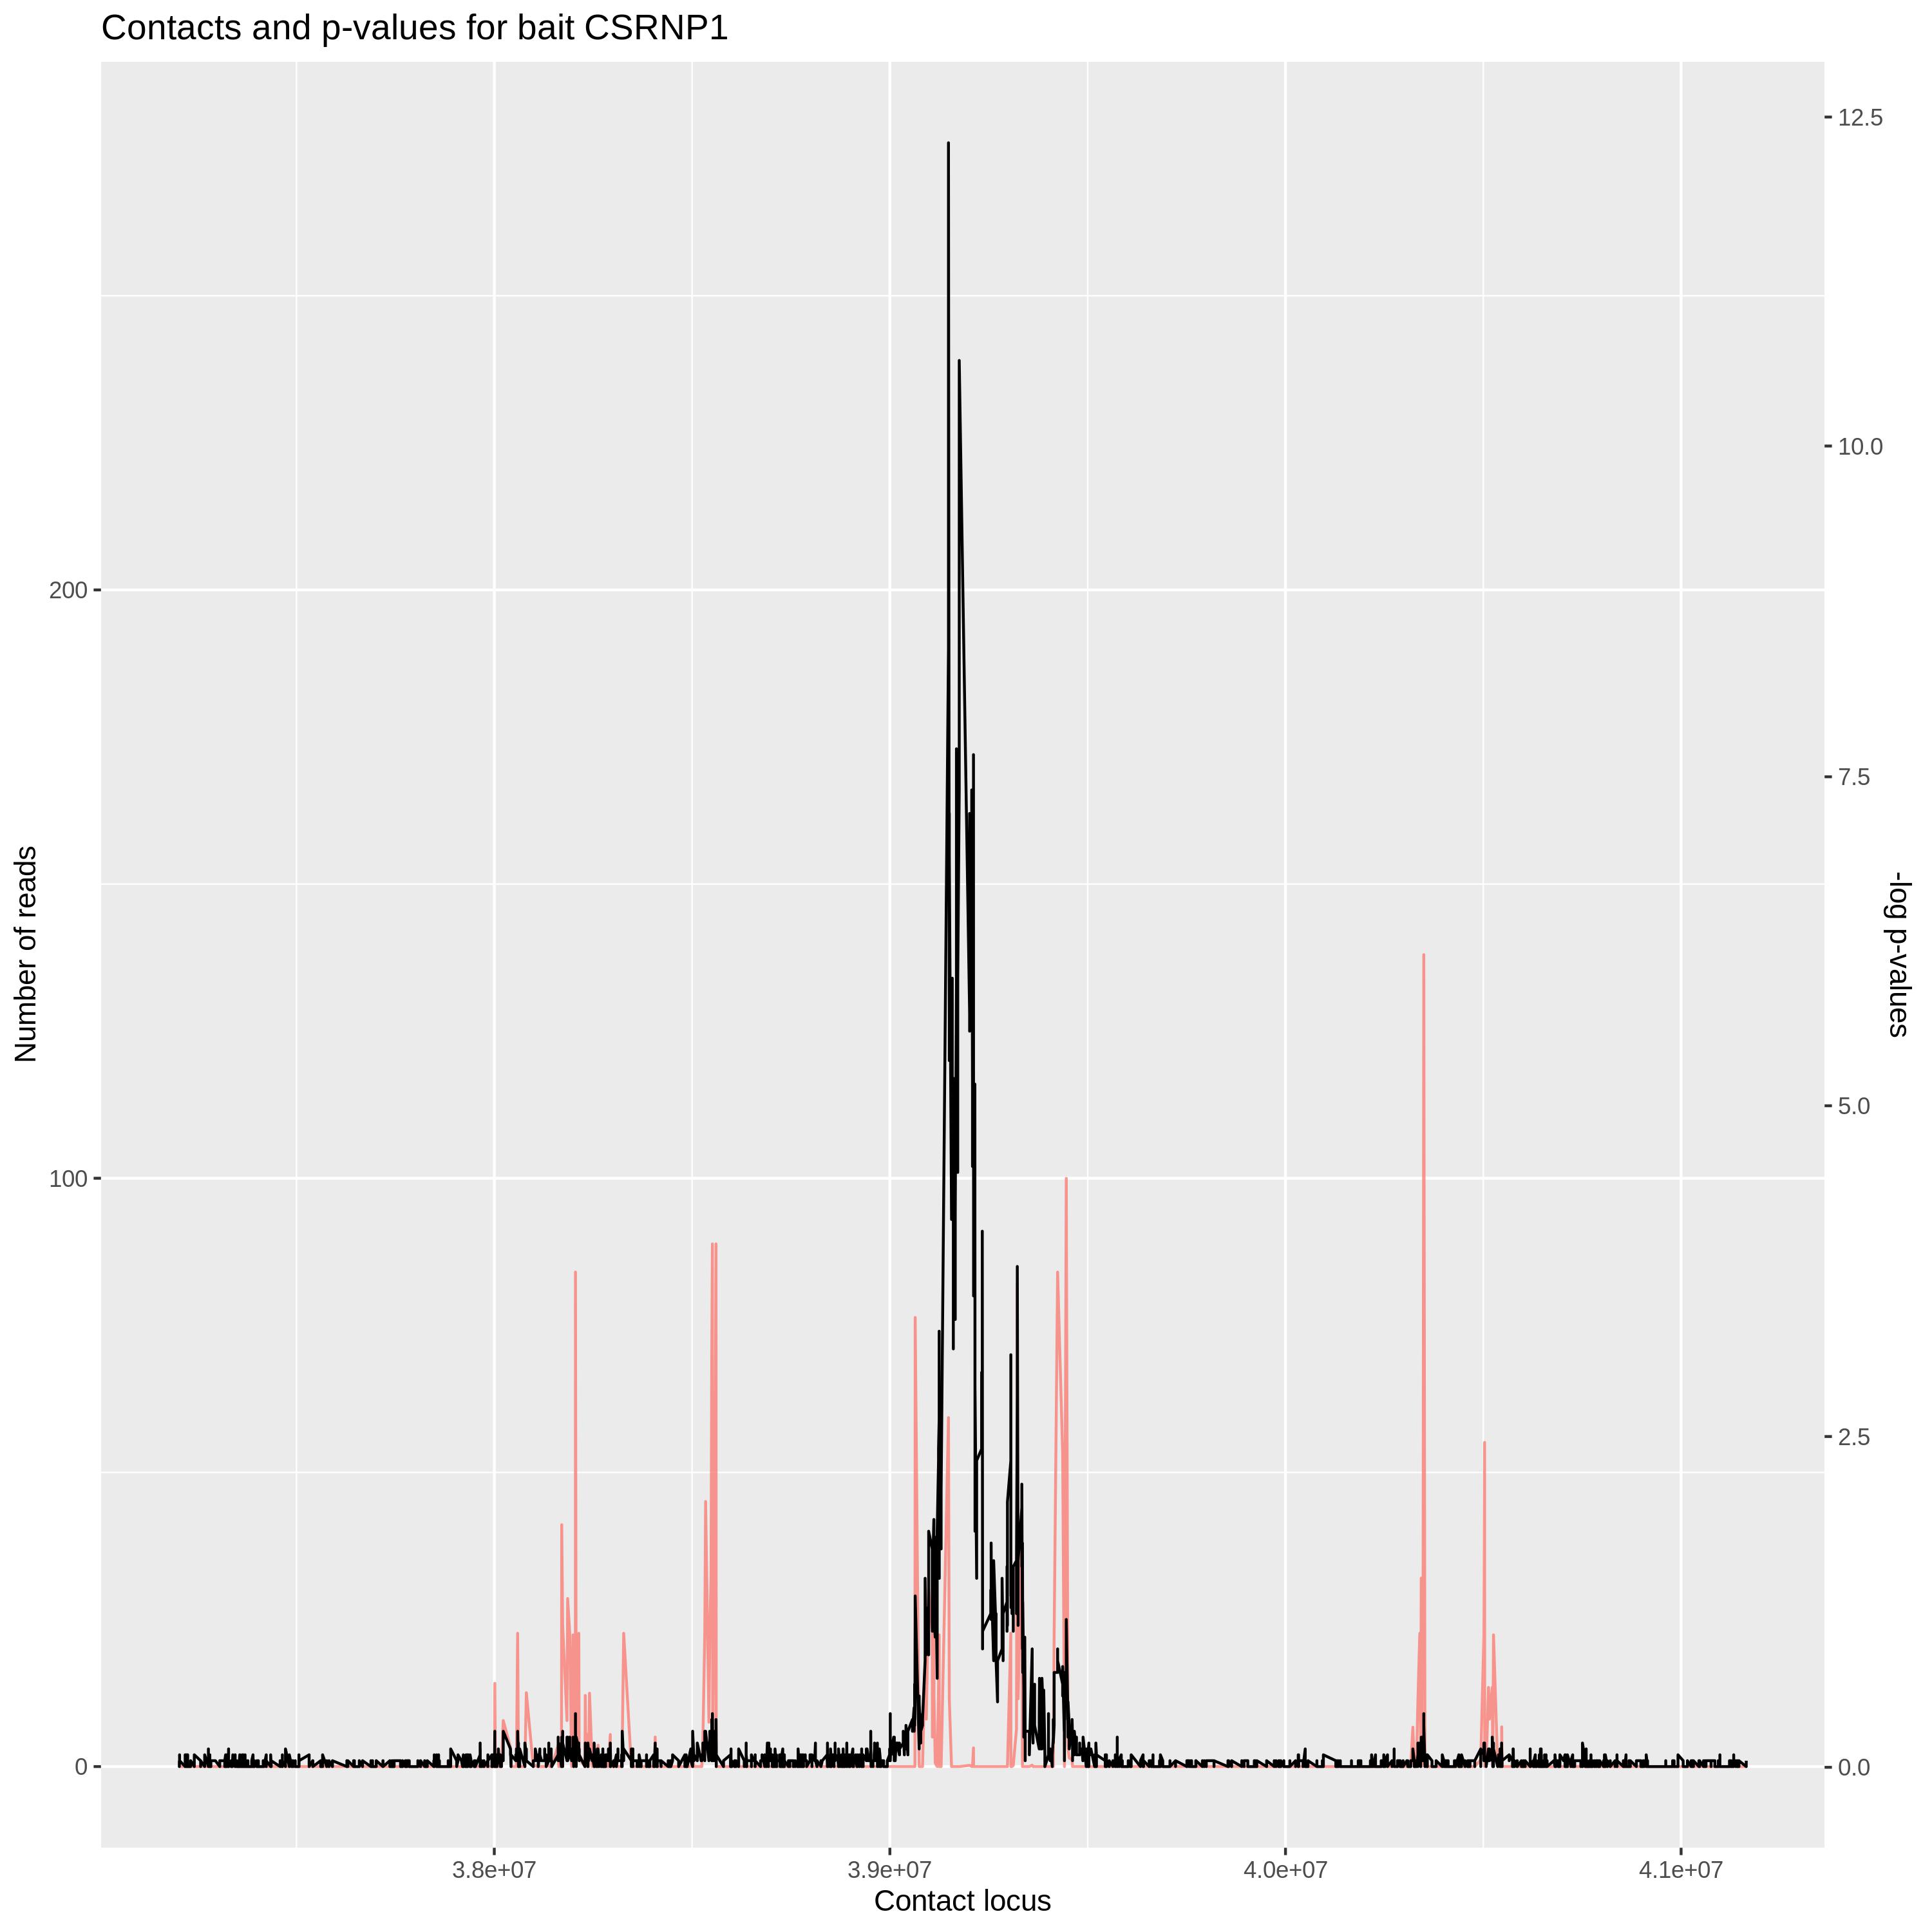 Contacts and p-values for bait CSRNP1
12.5
10.0
200
7.5
Number of reads
-log p-values
5.0
100
2.5
0
0.0
3.8e+07
3.9e+07
4.0e+07
4.1e+07
Contact locus